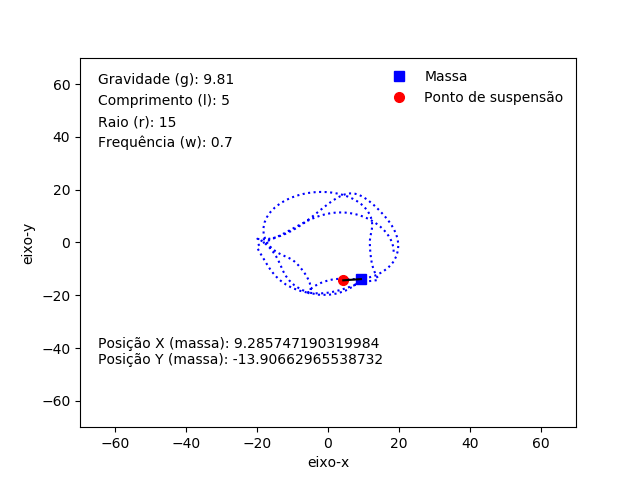 Gravidade (g): 9.81
Comprimento (l): 5
Raio (r): 15
Frequência (w): 0.7
Massa
Ponto de suspensão
60
40
20
0
−20
−40
−60
eixo-y
Posição X (massa): 9.285747190319984
Posição Y (massa): -13.90662965538732
−60 −40 −20 0 20 40 60
eixo-x